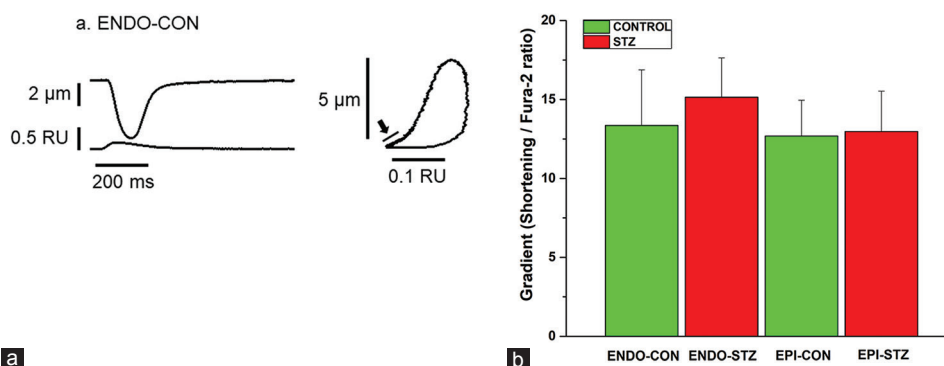 a. ENDO-CON
2 μm
0.5 RU
200 ms
5 μm
0.1 RU
a
Gradient (Shortening / Fura-2 ratio)
20
15
10
5
0
CONTROL
STZ
ENDO-CON ENDO-STZ EPI-CON EPI-STZ
b